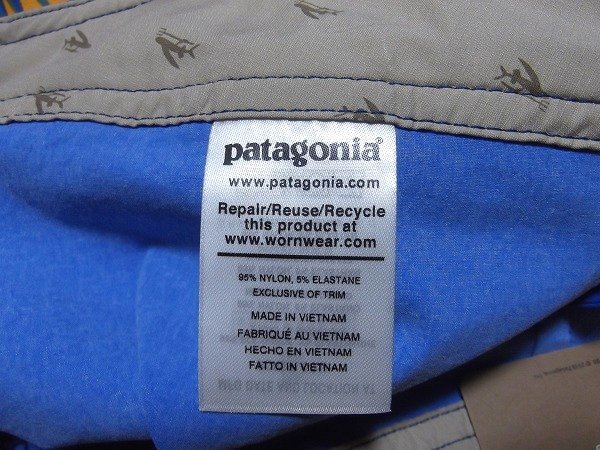 patagonia®
www.patagonia.com
Repair/Reuse/Recycle
this product at
www.wornwear.com
95% NYLON, 5% ELASTANE
EXCLUSIVE OF TRIM
MADE IN VIETNAM
FABRIQUÉ AU VIETNAM
HECHO EN VIETNAM
FATTO IN VIETNAM